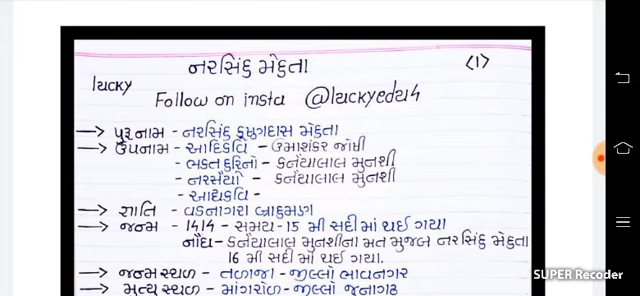 નરસિંહ મહેતા
<1>
lucky
Follow on insta @luckyedu4
→ પુરૂનામ - નરસિંહ કૃષ્ણદાસ મહેતા
→ ઉપનામ - આદિકવિ - ઉમાશંકર જોષી
- ભક્ત હરિનો - કનૈયાલાલ મુનશી
- નરસૈયો - કનૈયાલાલ મુનશી
- આદ્યકવિ -
→ જ્ઞાતિ - વડનાગરા બ્રાહ્મણ
→ જન્મ - 1414 - સમય - 15 મી સદી માં થઈ ગયા
નોંધ - કનૈયાલાલ મુનશીના મત મુજબ નરસિંહ મહેતા
16 મી સદી માં થઈ ગયા.
→ જન્મ સ્થળ - તળાજા - જીલ્લો ભાવનગર
→ મૃત્યુ સ્થળ - માંગરોળ - જીલ્લો જુનાગઢ
SUPER Recoder